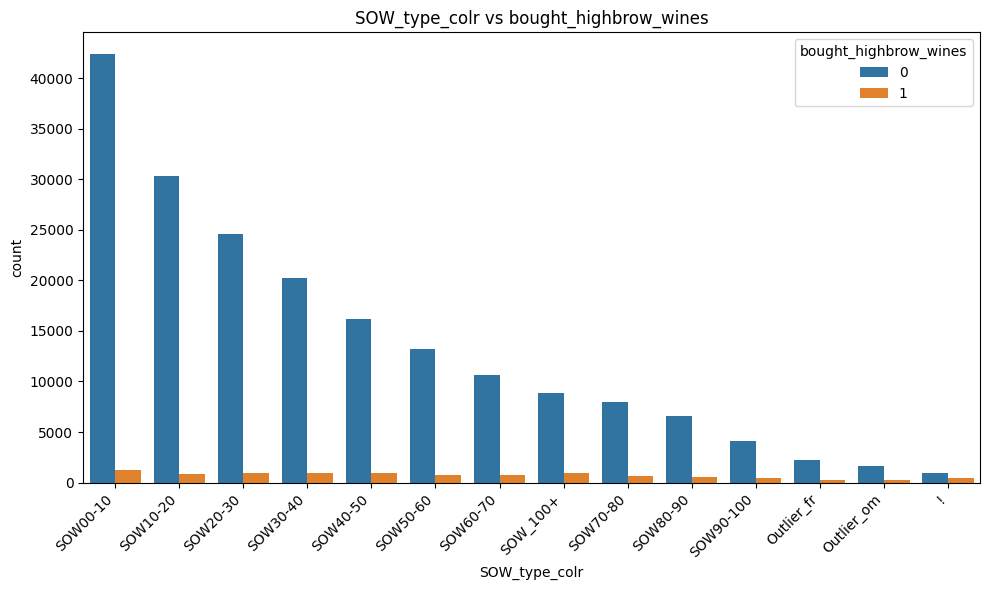 SOW_type_colr vs bought_highbrow_wines
bought_highbrow_wines
0
1
count
40000
35000
30000
25000
20000
15000
10000
5000
0
SOW00-10
SOW10-20
SOW20-30
SOW30-40
SOW40-50
SOW50-60
SOW60-70
SOW_100+
SOW70-80
SOW80-90
SOW90-100
Outlier_fr
Outlier_om
!
SOW_type_colr